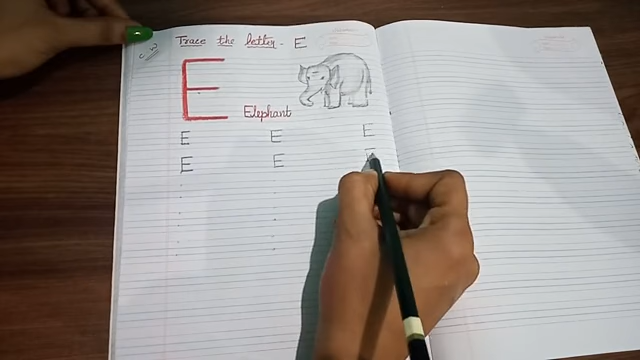 C.W
Trace the letter - E
E
Elephant
E E E
E E E